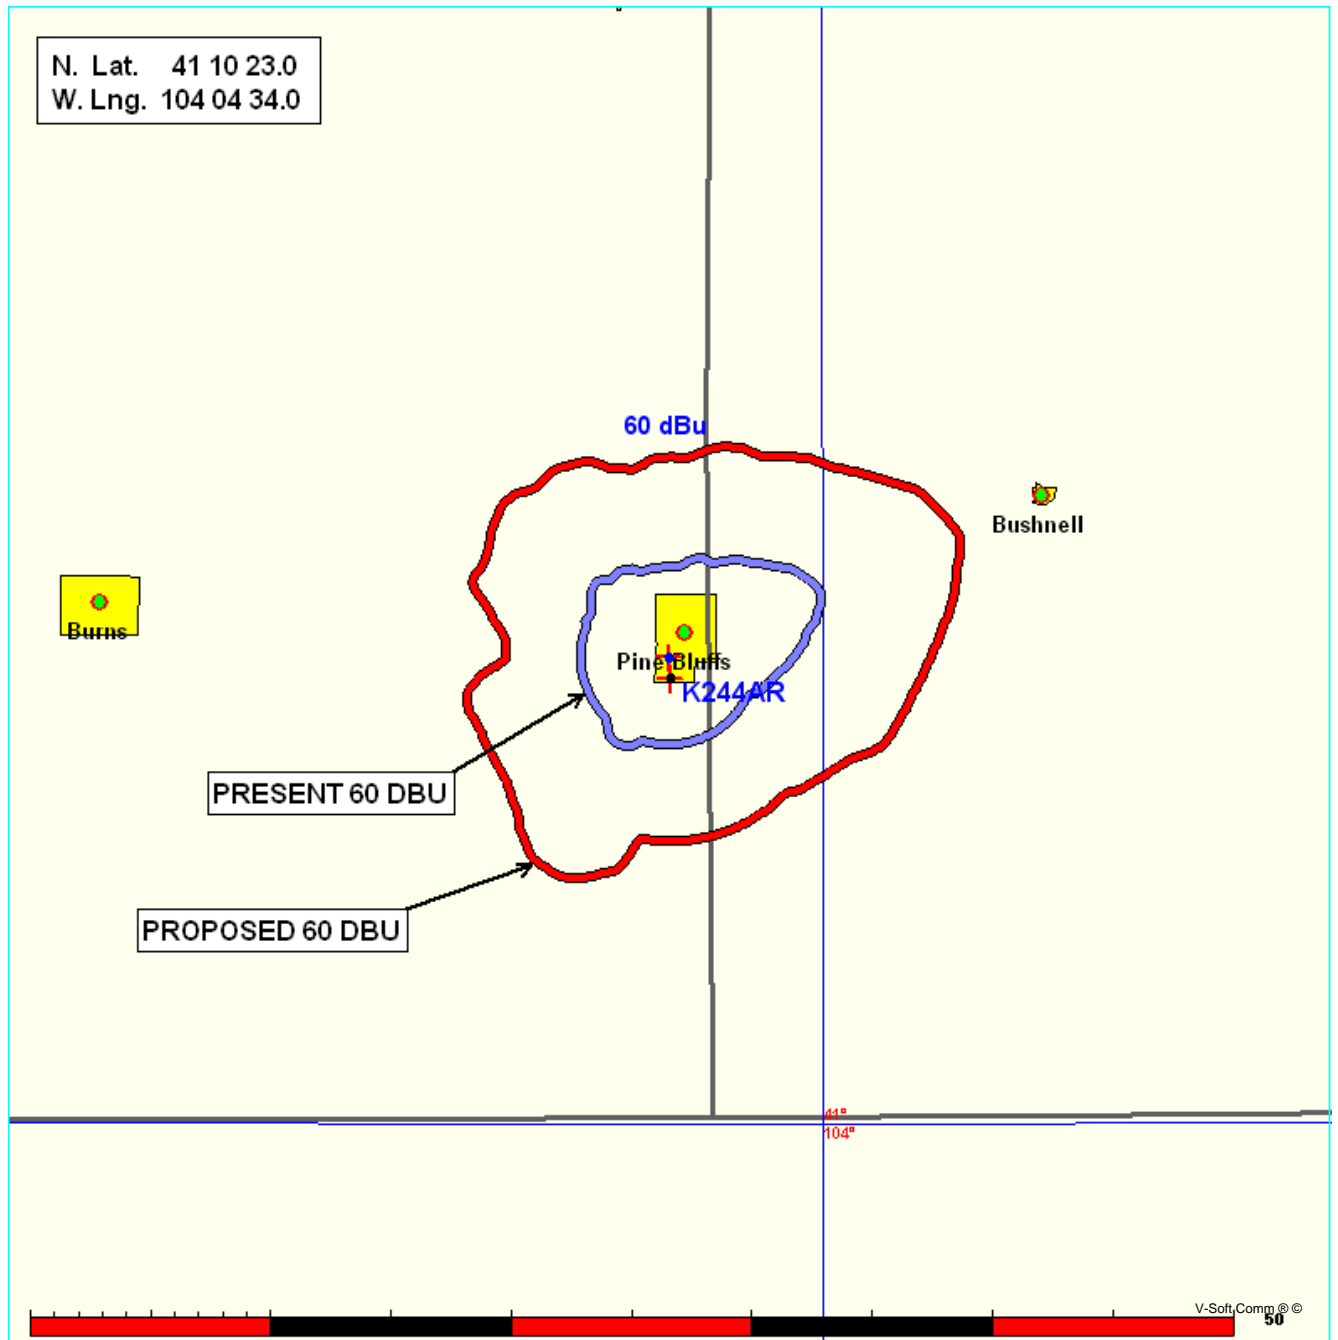 N. Lat. 41 10 23.0
W. Lng. 104 04 34.0
60 dBu
Bushnell
Burns
Pine Bluffs
K244AR
PRESENT 60 DBU
PROPOSED 60 DBU
41°
104°
V-Soft Comm ® ©
50